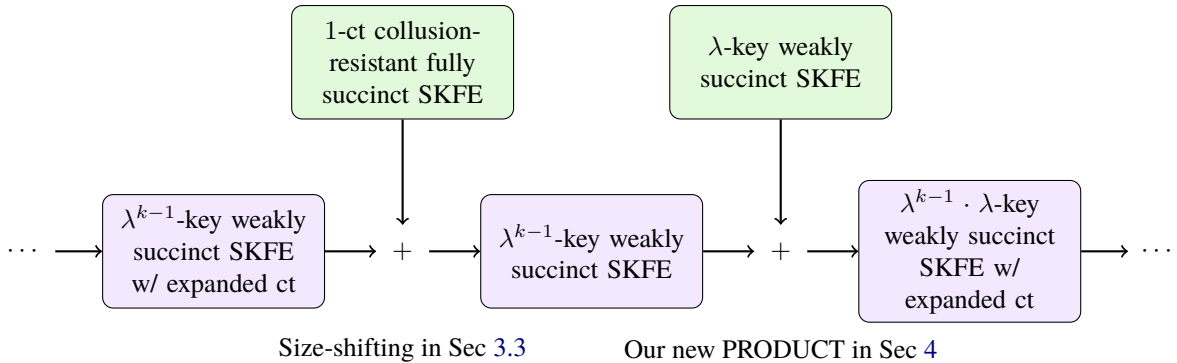 1-ct collusion-
resistant fully
succinct SKFE
λ-key weakly
succinct SKFE
⋯
λ^{k−1}-key weakly
succinct SKFE
w/ expanded ct
+
λ^{k−1}-key weakly
succinct SKFE
+
λ^{k−1} · λ-key
weakly succinct
SKFE w/
expanded ct
⋯
Size-shifting in Sec 3.3
Our new PRODUCT in Sec 4